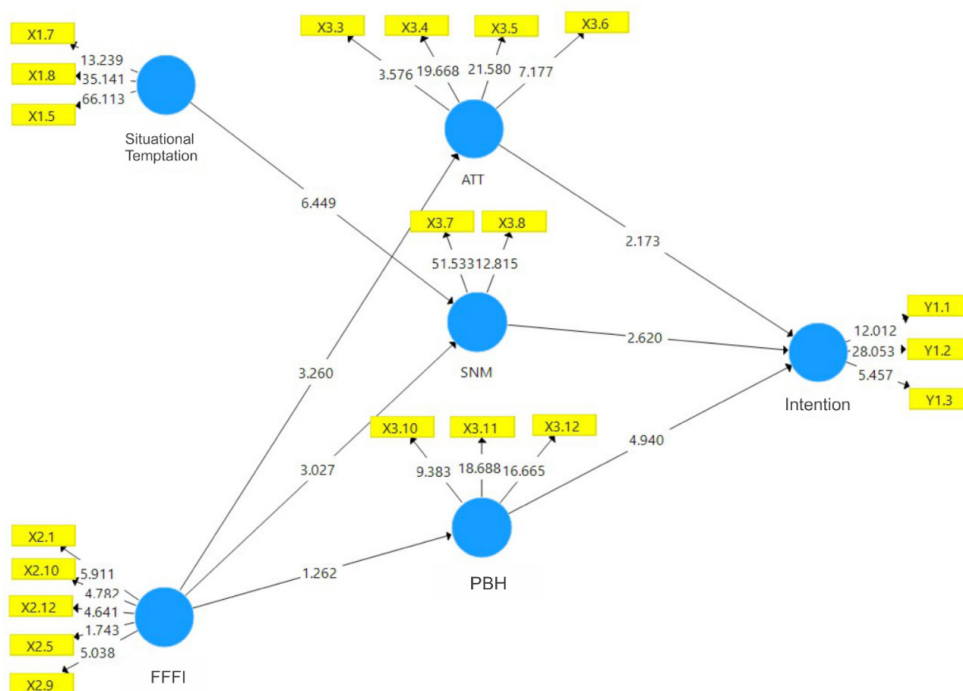 X1.7
X1.8
X1.5
13.239
35.141
66.113
Situational
Temptation
X3.3
X3.4
X3.5
X3.6
3.576
19.668
21.580
7.177
ATT
6.449
2.173
X3.7
X3.8
51.533
12.815
SNM
3.260
2.620
Y1.1
Y1.2
Y1.3
12.012
28.053
5.457
Intention
X3.10
X3.11
X3.12
9.383
18.688
16.665
PBH
3.027
4.940
1.262
X2.1
X2.10
X2.12
X2.5
X2.9
5.911
4.782
4.641
1.743
5.038
FFFI